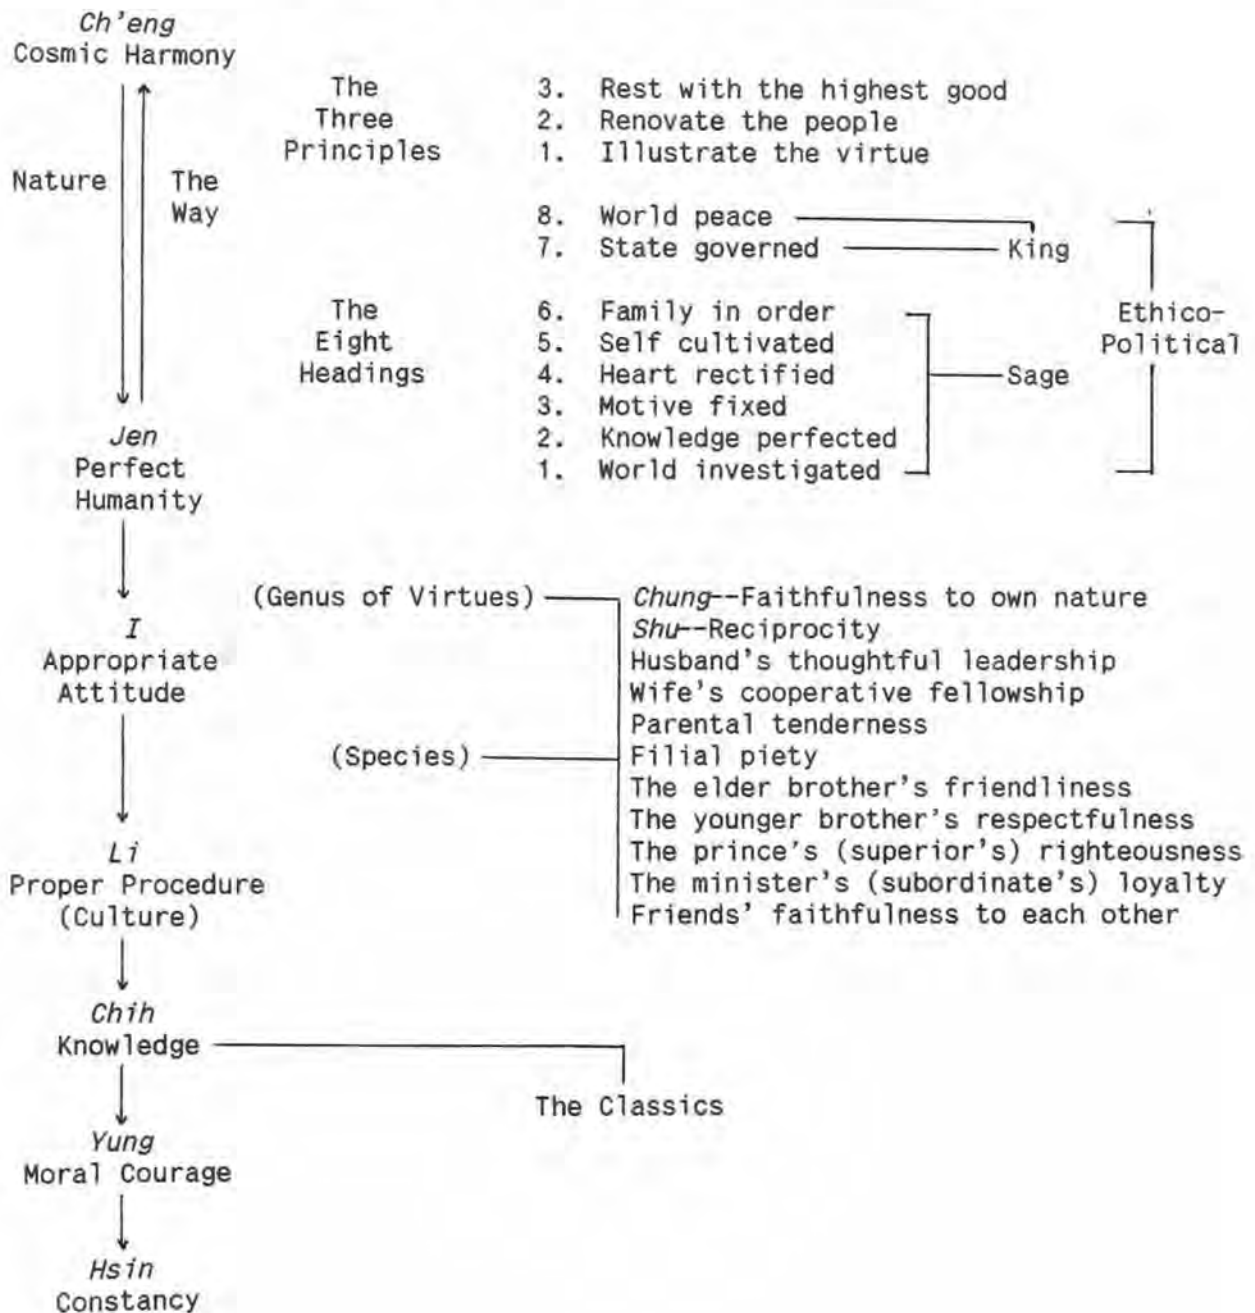 Ch'eng
Cosmic Harmony
Nature
The
Way
Jen
Perfect
Humanity
I
Appropriate
Attitude
Li
Proper Procedure
(Culture)
Chih
Knowledge
Yung
Moral Courage
Hsin
Constancy
The
Three
Principles
3. Rest with the highest good
2. Renovate the people
1. Illustrate the virtue
The
Eight
Headings
8. World peace
7. State governed
King
6. Family in order
5. Self cultivated
4. Heart rectified
3. Motive fixed
2. Knowledge perfected
1. World investigated
Sage
Ethico-
Political
(Genus of Virtues)
(Species)
Chung--Faithfulness to own nature
Shu--Reciprocity
Husband's thoughtful leadership
Wife's cooperative fellowship
Parental tenderness
Filial piety
The elder brother's friendliness
The younger brother's respectfulness
The prince's (superior's) righteousness
The minister's (subordinate's) loyalty
Friends' faithfulness to each other
The Classics